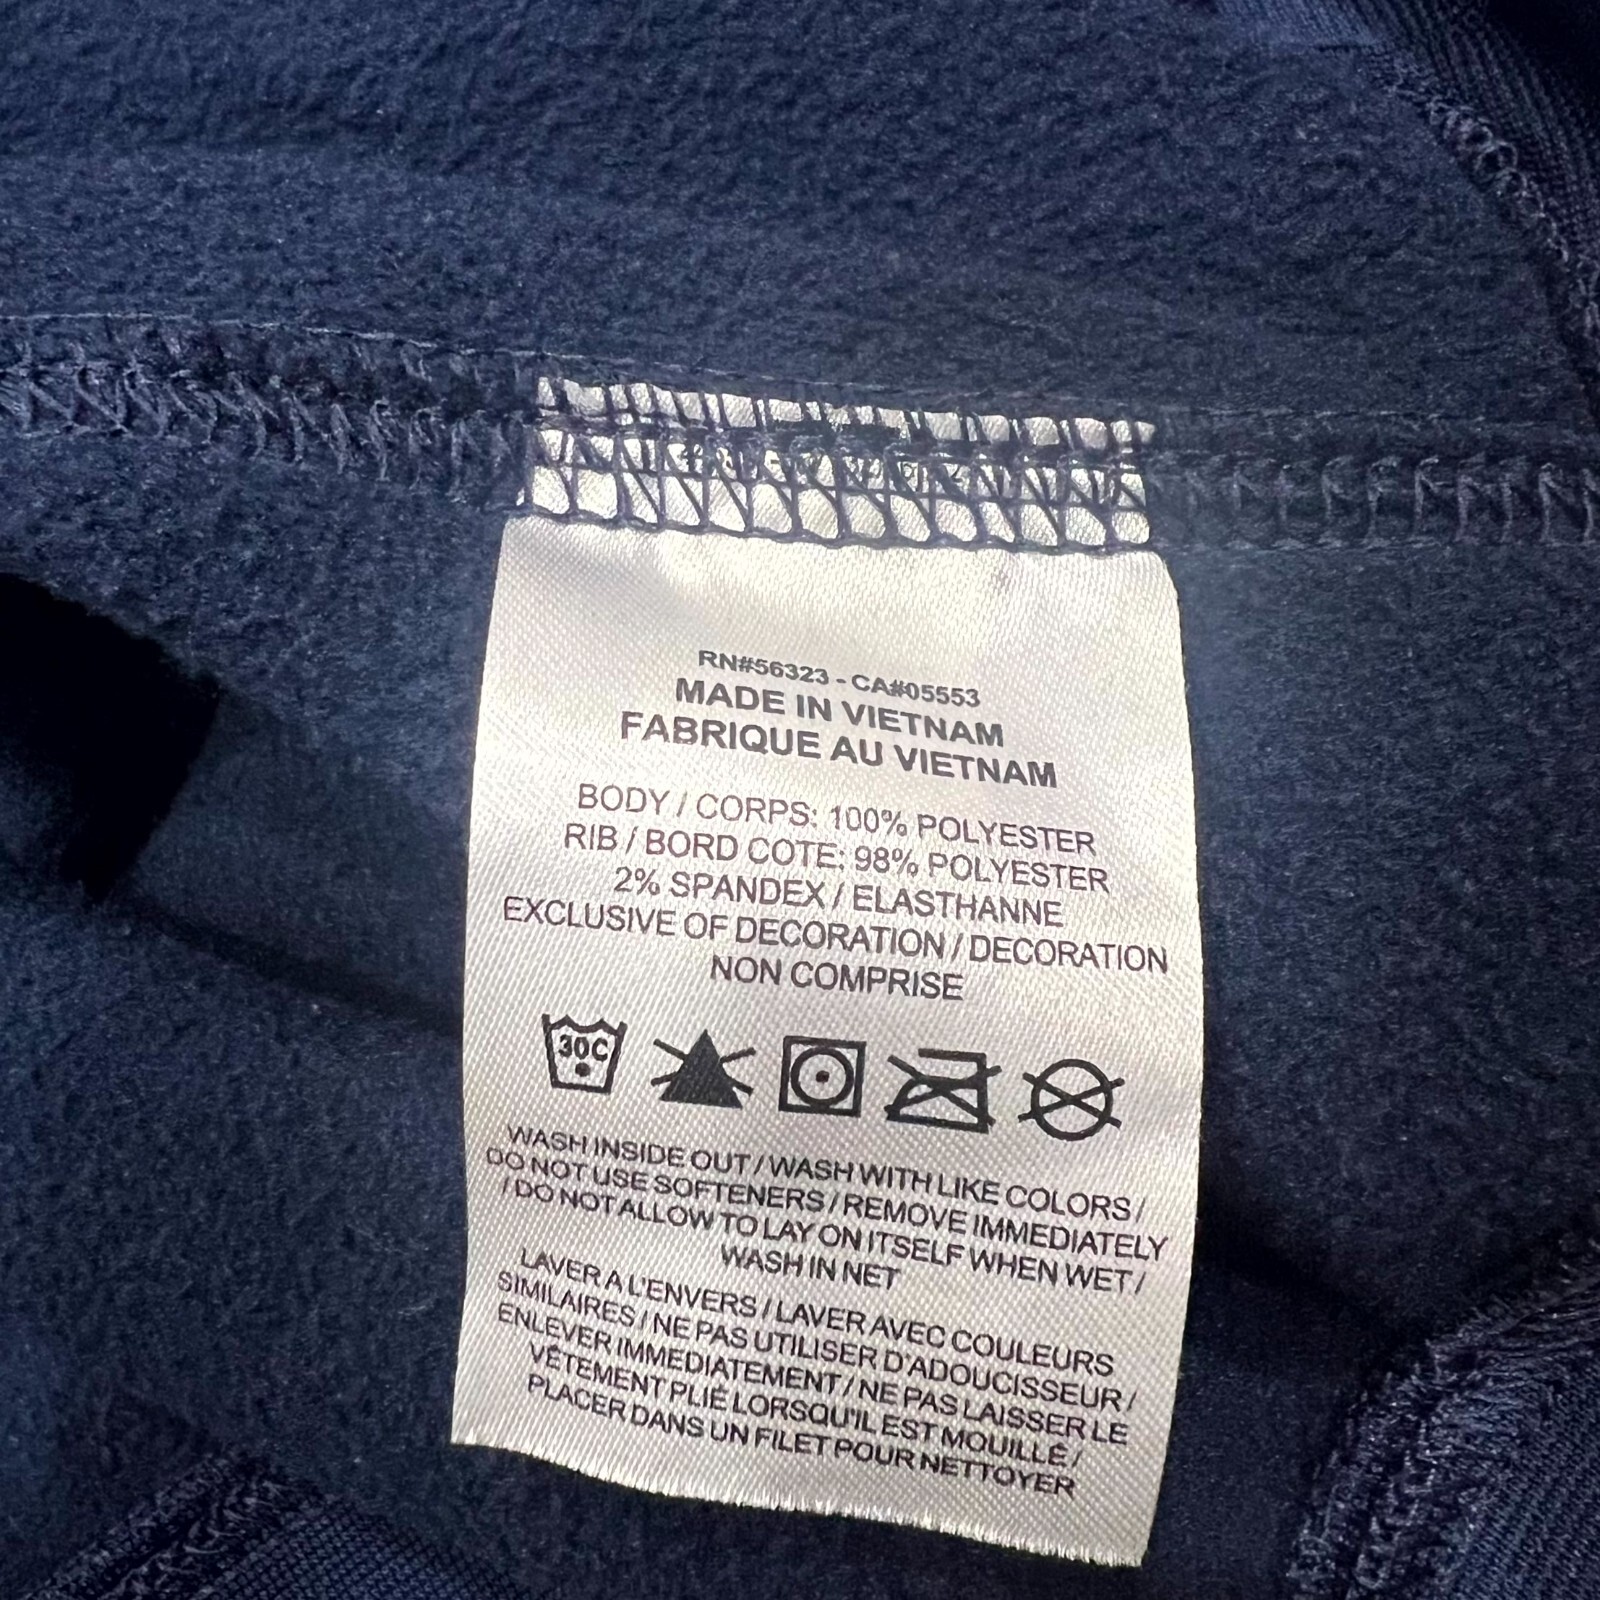 RN#56323 - CA#05553
MADE IN VIETNAM
FABRIQUE AU VIETNAM
BODY / CORPS: 100% POLYESTER
RIB / BORD COTE: 98% POLYESTER
2% SPANDEX / ELASTHANNE
EXCLUSIVE OF DECORATION / DECORATION
NON COMPRISE
30C
WASH INSIDE OUT / WASH WITH LIKE COLORS /
DO NOT USE SOFTENERS / REMOVE IMMEDIATELY
/ DO NOT ALLOW TO LAY ON ITSELF WHEN WET /
WASH IN NET
LAVER A L'ENVERS / LAVER AVEC COULEURS
SIMILAIRES / NE PAS UTILISER D'ADOUCISSEUR /
ENLEVER IMMEDIATEMENT / NE PAS LAISSER LE
VÊTEMENT PLIÉ LORSQU'IL EST MOUILLÉ /
PLACER DANS UN FILET POUR NETTOYER